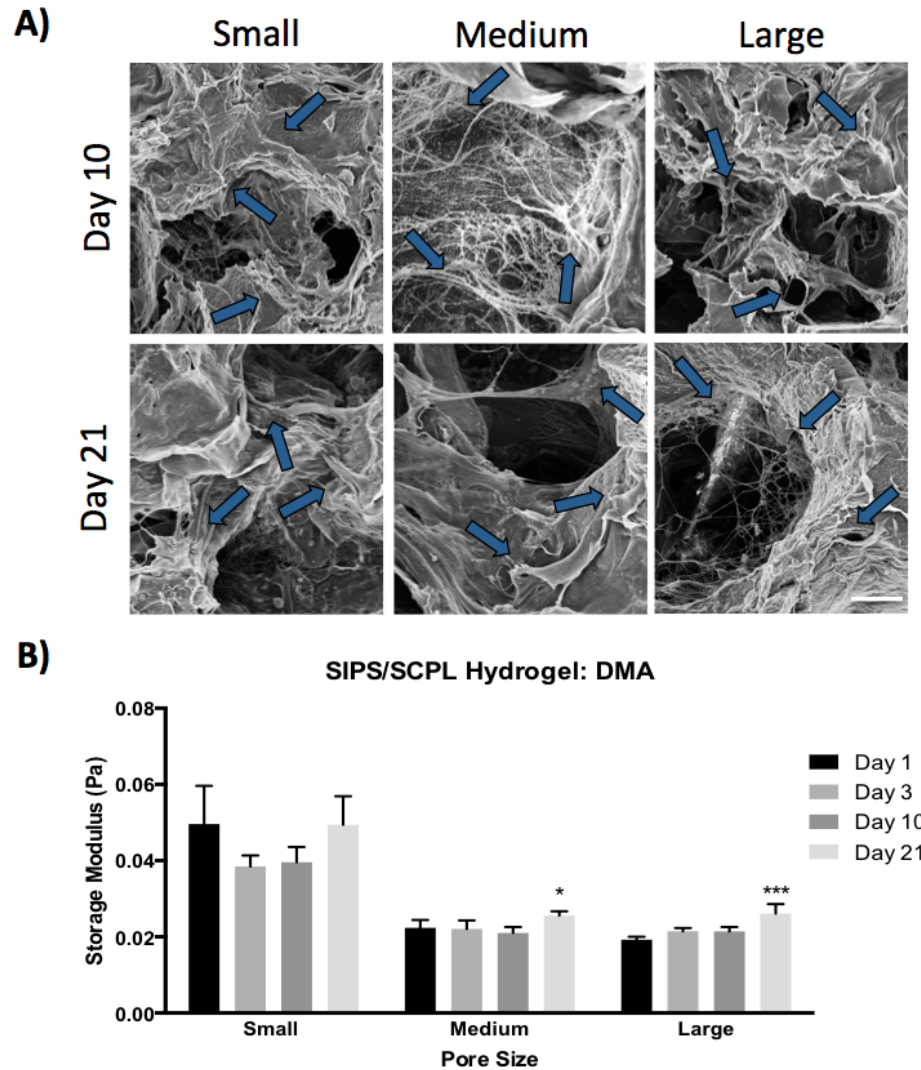 A)
Small Medium Large
Day 10
Day 21
B)
SIPS/SCPL Hydrogel: DMA
Storage Modulus (Pa)
0.08
0.06
0.04
0.02
0.00
* ***
Day 1
Day 3
Day 10
Day 21
Small Medium Large
Pore Size